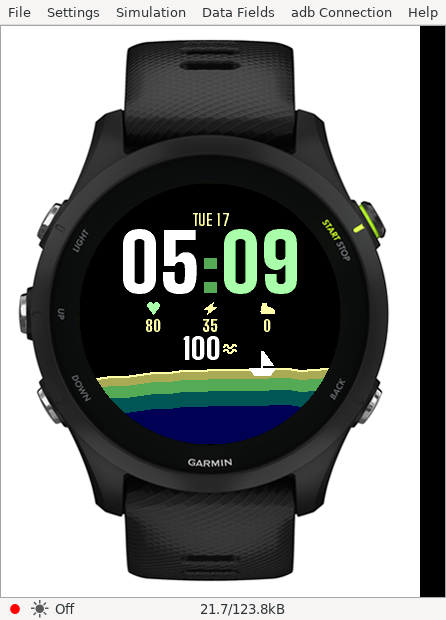 File Settings Simulation Data Fields adb Connection Help
TUE 17
START STOP
LIGHT
05:09
80 35 0
UP
100
DOWN
BACK
GARMIN
Off 21.7/123.8kB